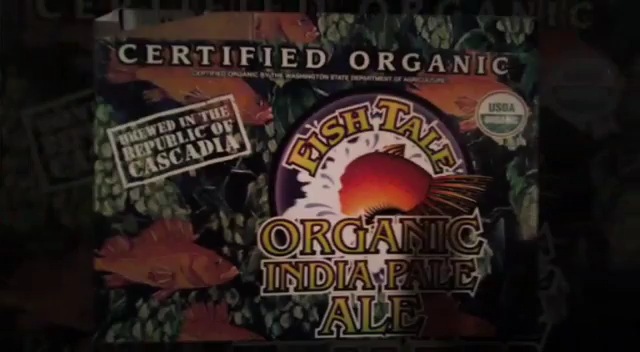 CERTIFIED ORGANIC
CERTIFIED ORGANIC BY THE WASHINGTON STATE DEPARTMENT OF AGRICULTURE
USDA
ORGANIC
BREWED IN THE
REPUBLIC OF
CASCADIA
FISH TALE
ORGANIC
INDIA PALE
ALE